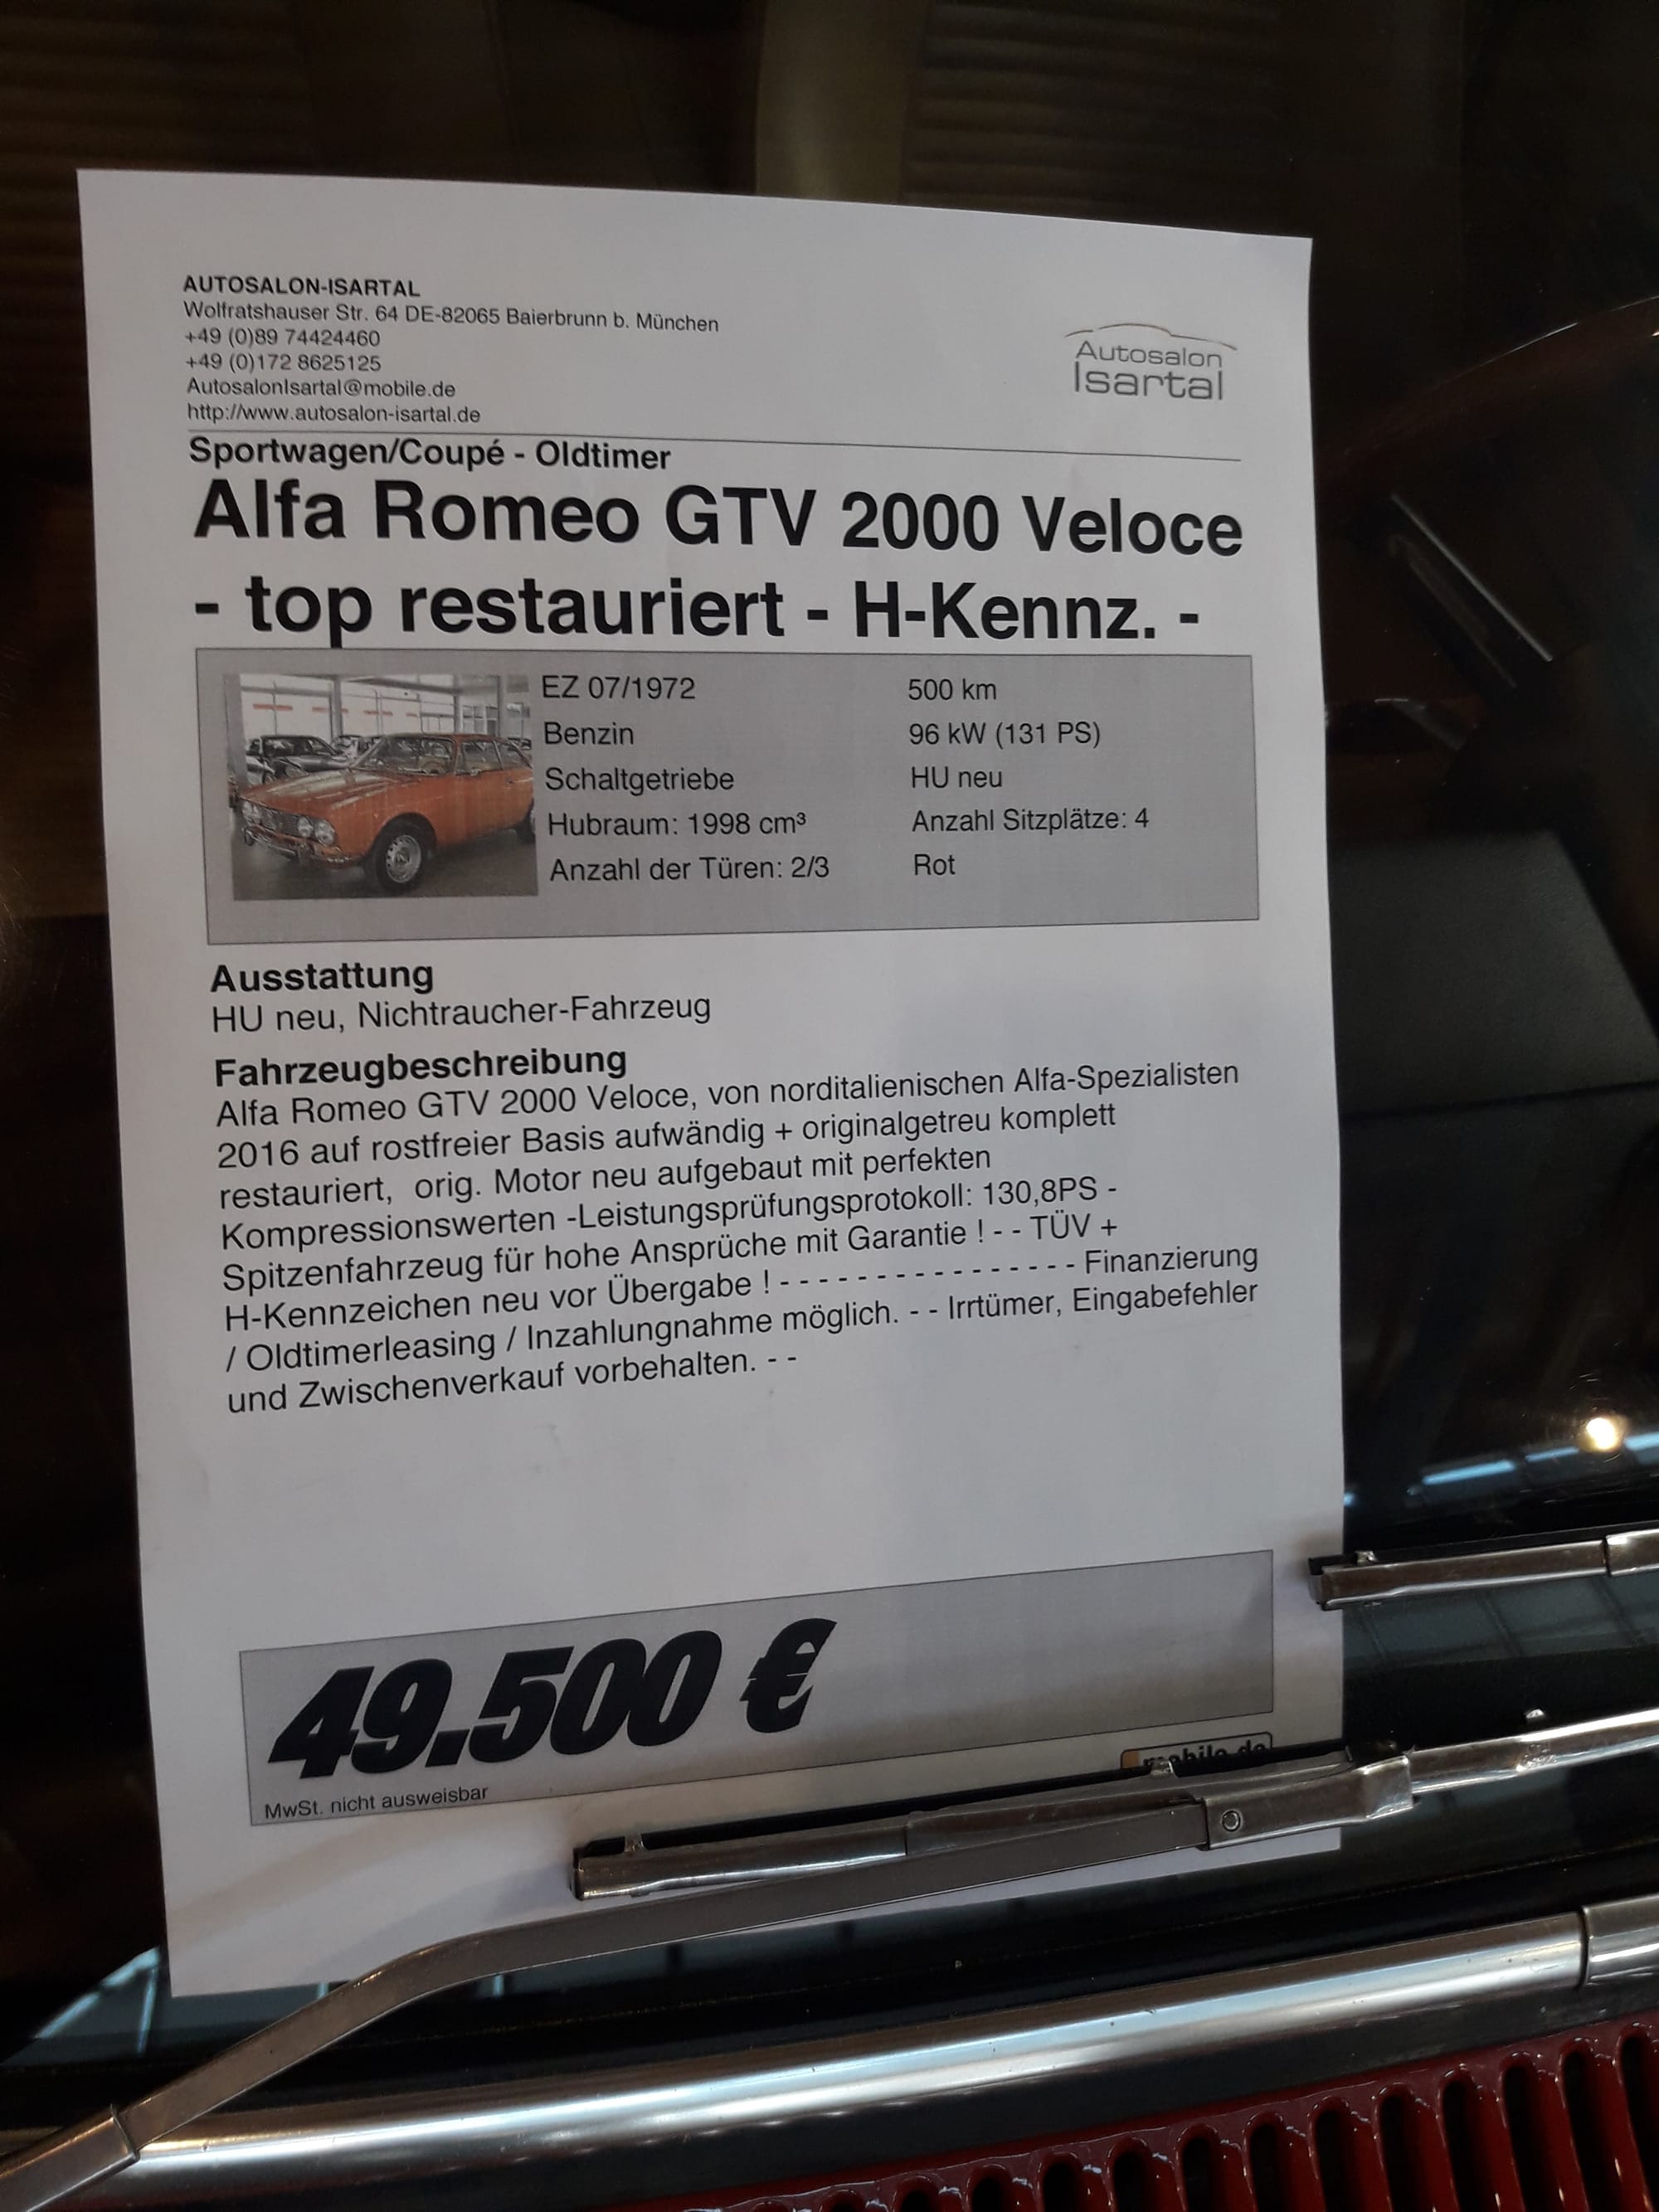 AUTOSALON-ISARTAL
Wolfratshauser Str. 64 DE-82065 Baierbrunn b. München
+49 (0)89 74424460
+49 (0)172 8625125
AutosalonIsartal@mobile.de
http://www.autosalon-isartal.de
Autosalon
Isartal
Sportwagen/Coupé - Oldtimer
Alfa Romeo GTV 2000 Veloce
- top restauriert - H-Kennz. -
EZ 07/1972 500 km
Benzin 96 kW (131 PS)
Schaltgetriebe HU neu
Hubraum: 1998 cm³ Anzahl Sitzplätze: 4
Anzahl der Türen: 2/3 Rot
Ausstattung
HU neu, Nichtraucher-Fahrzeug
Fahrzeugbeschreibung
Alfa Romeo GTV 2000 Veloce, von norditalienischen Alfa-Spezialisten
2016 auf rostfreier Basis aufwändig + originalgetreu komplett
restauriert, orig. Motor neu aufgebaut mit perfekten
Kompressionswerten -Leistungsprüfungsprotokoll: 130,8PS -
Spitzenfahrzeug für hohe Ansprüche mit Garantie ! - - TÜV +
H-Kennzeichen neu vor Übergabe ! - - - - - - - - - - - - - - - - Finanzierung
/ Oldtimerleasing / Inzahlungnahme möglich. - - Irrtümer, Eingabefehler
und Zwischenverkauf vorbehalten. - -
49.500 €
MwSt. nicht ausweisbar
mobile.de